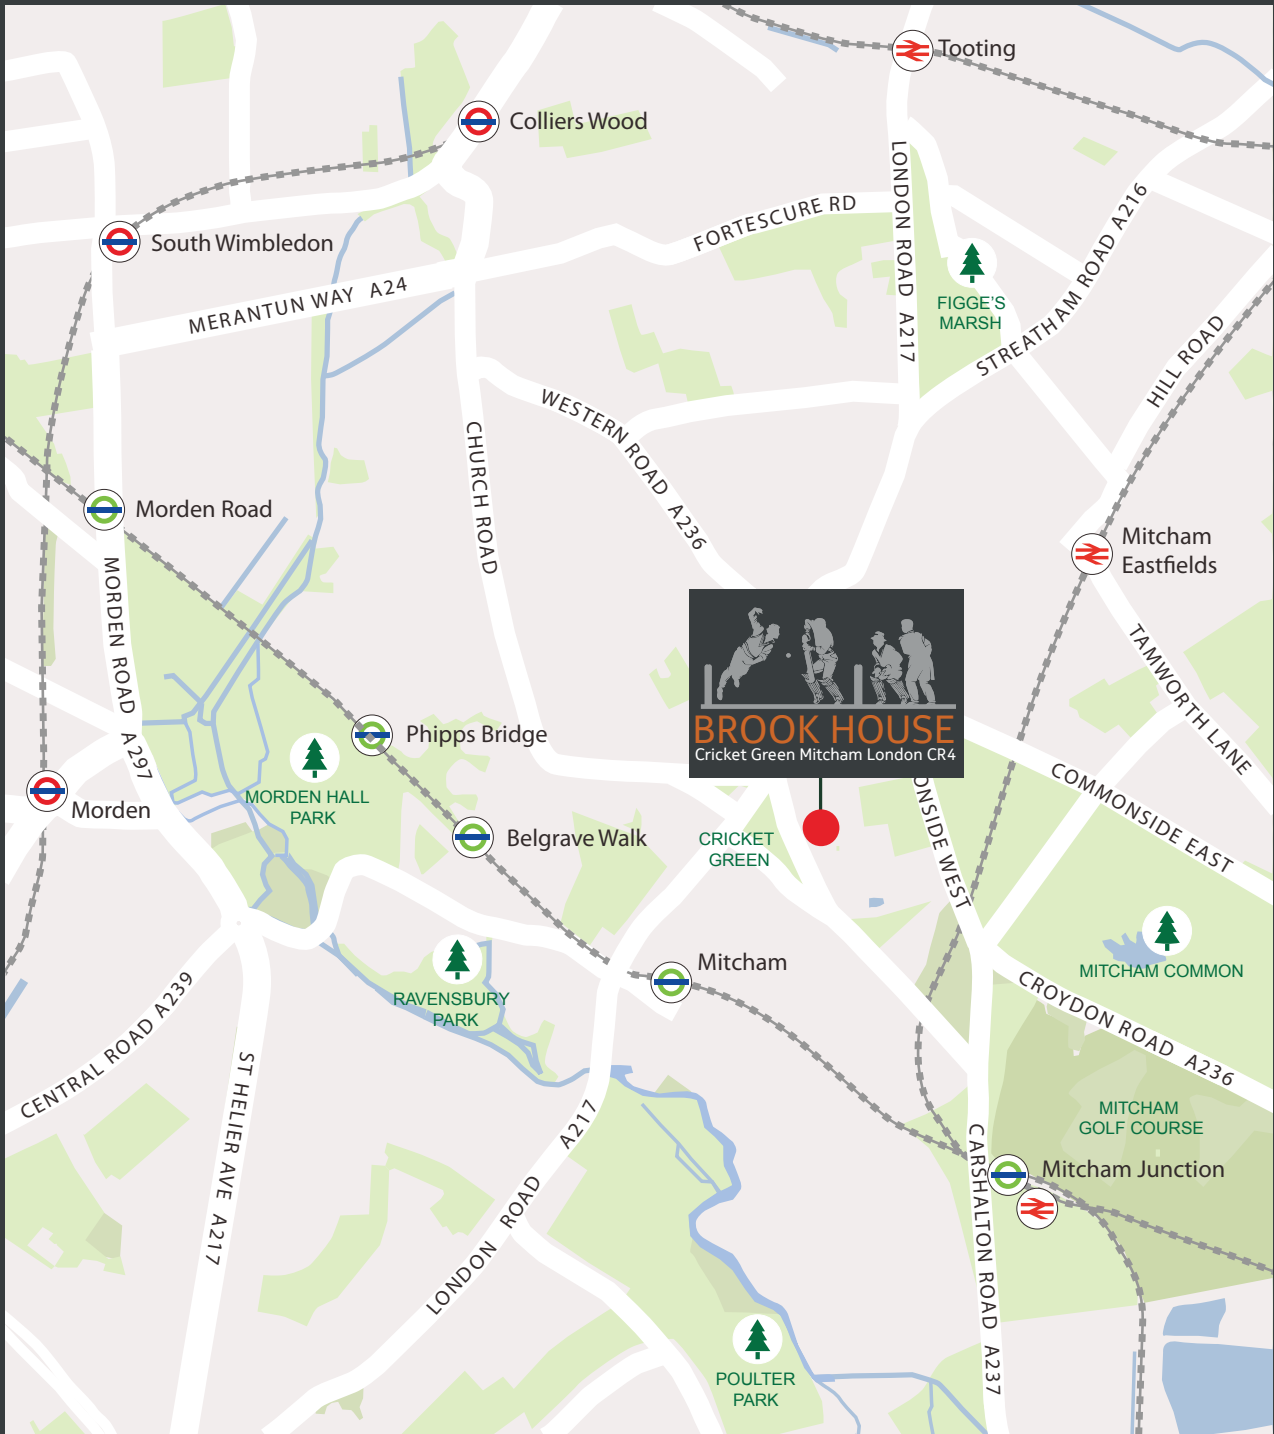 Tooting
Colliers Wood
South Wimbledon
FORTESCURE RD
LONDON ROAD A217
STREATHAM ROAD A216
FIGGE'S
MARSH
MERANTUN WAY A24
HILL ROAD
WESTERN ROAD A236
CHURCH ROAD
Morden Road
Mitcham
Eastfields
MORDEN ROAD A297
TAMWORTH LANE
BROOK HOUSE
Cricket Green Mitcham London CR4
Phipps Bridge
MORDEN HALL
PARK
Morden
Belgrave Walk
CRICKET
GREEN
ONSIDE WEST
COMMONSIDE EAST
Mitcham
MITCHAM COMMON
RAVENSBURY
PARK
CENTRAL ROAD A239
CROYDON ROAD A236
ST HELIER AVE A217
LONDON ROAD A217
MITCHAM
GOLF COURSE
Mitcham Junction
CARSHALTON ROAD A237
POULTER
PARK